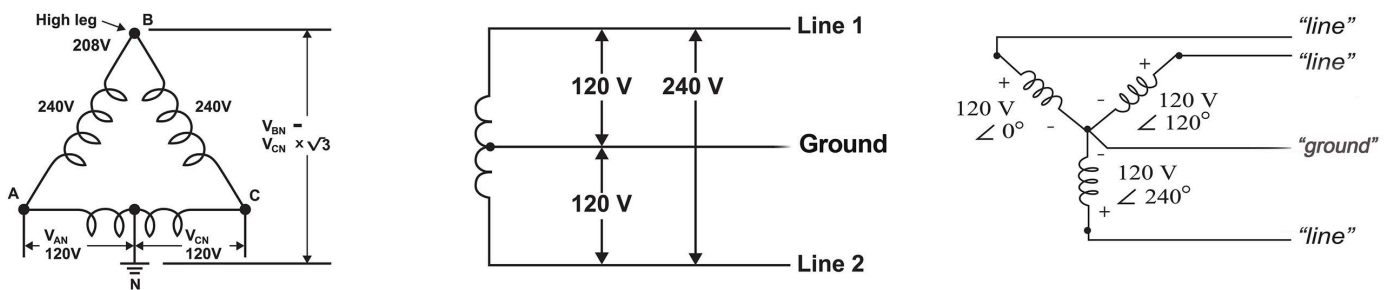 High leg
B
208V
240V
240V
V_BN =
V_CN × √3
A
C
V_AN
120V
V_CN
120V
N
Line 1
120 V
240 V
Ground
120 V
Line 2
"line"
"line"
+
+
120 V
∠ 0°
-
-
120 V
∠ 120°
"ground"
-
120 V
∠ 240°
+
"line"